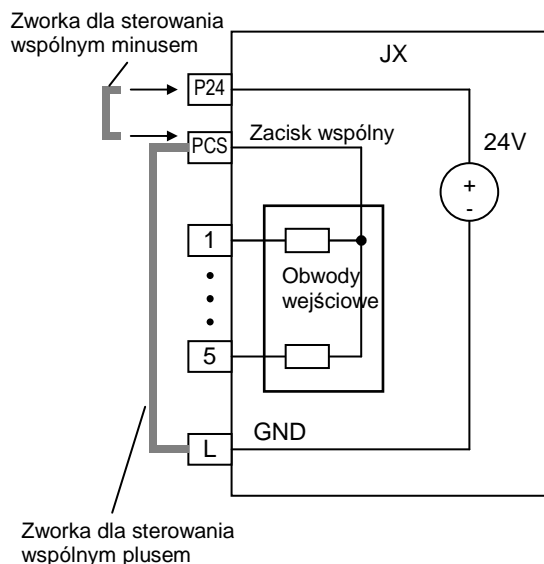 Zworka dla sterowania
wspólnym minusem
JX
P24
PCS
Zacisk wspólny
24V
+
-
1
Obwody
wejściowe
5
L
GND
Zworka dla sterowania
wspólnym plusem